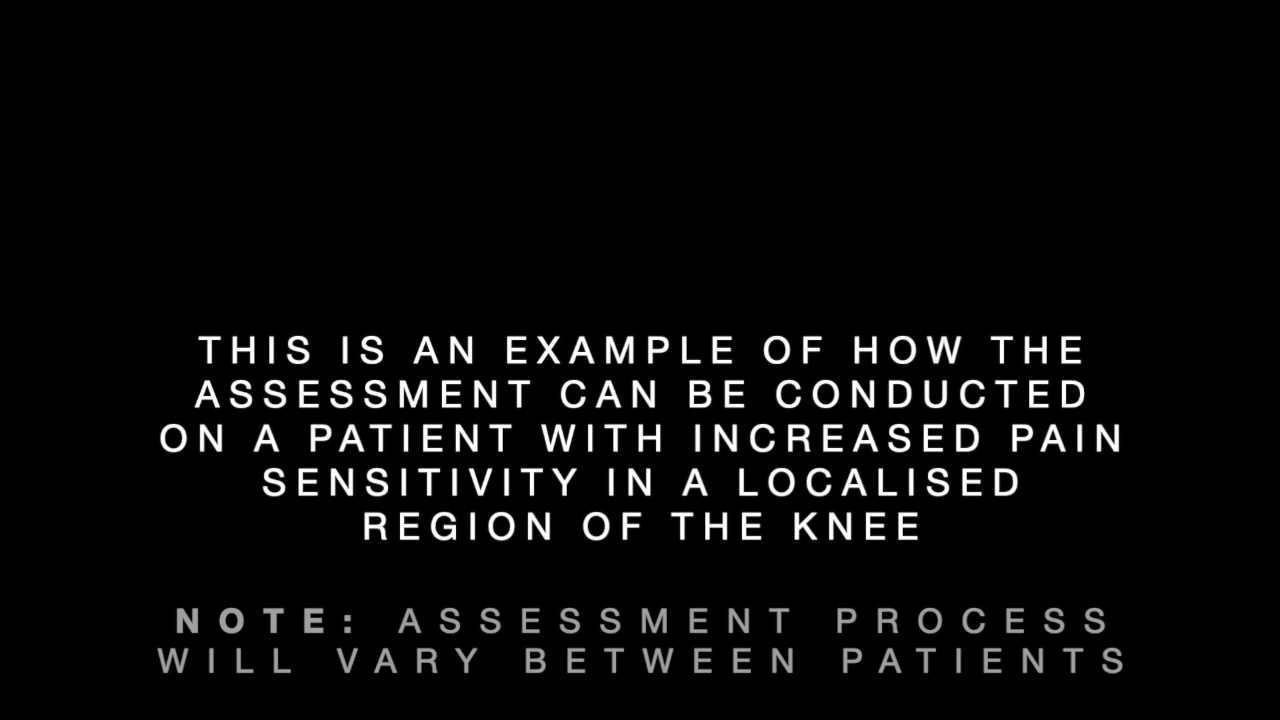 THIS IS AN EXAMPLE OF HOW THE
ASSESSMENT CAN BE CONDUCTED
ON A PATIENT WITH INCREASED PAIN
SENSITIVITY IN A LOCALISED
REGION OF THE KNEE
NOTE: ASSESSMENT PROCESS
WILL VARY BETWEEN PATIENTS